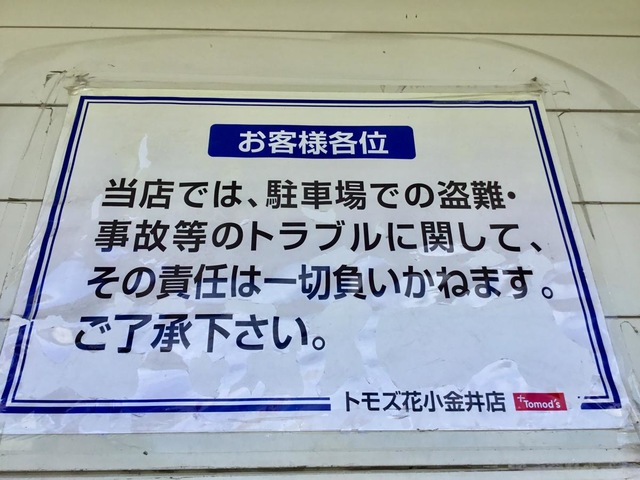 お客様各位
当店では、駐車場での盗難・
事故等のトラブルに関して、
その責任は一切負いかねます。
ご了承下さい。
トモズ花小金井店 Tomod's